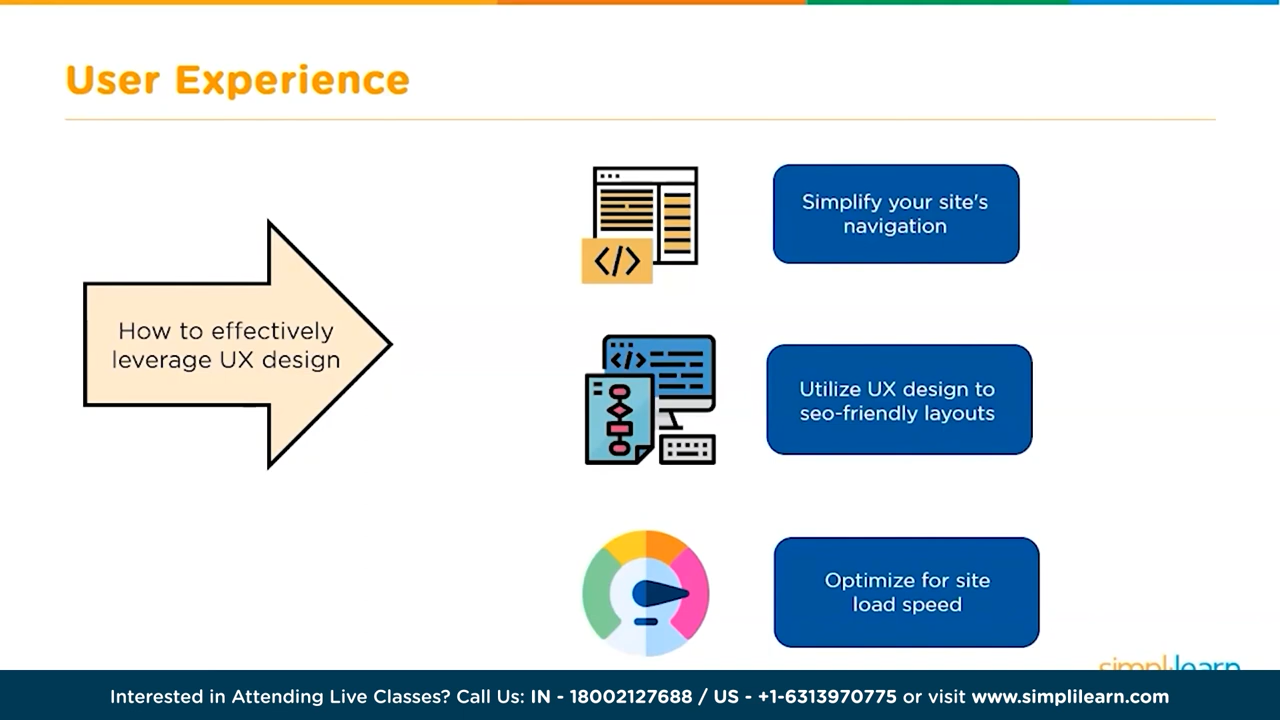 User Experience
How to effectively
leverage UX design
Simplify your site's
navigation
Utilize UX design to
seo-friendly layouts
Optimize for site
load speed
simplilearn
Interested in Attending Live Classes? Call Us: IN - 18002127688 / US - +1-6313970775 or visit www.simplilearn.com